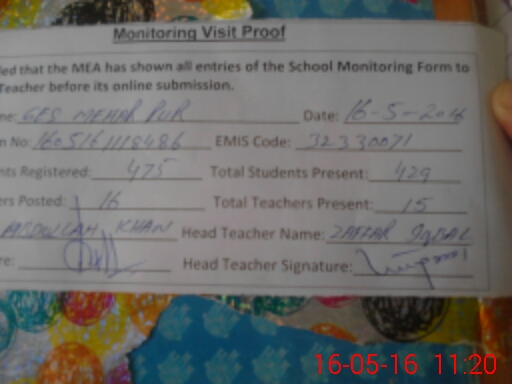 Monitoring Visit Proof
led that the MEA has shown all entries of the School Monitoring Form to
Teacher before its online submission.
ne: GES MEHAR PUR Date: 16-5-2016
n No: 1605161118486 EMIS Code: 32330071
nts Registered: 475 Total Students Present: 429
ers Posted: 16 Total Teachers Present: 15
ABDULLAH KHAN Head Teacher Name: ZAFFAR IQBAL
re: Head Teacher Signature:
16-05-16 11:20